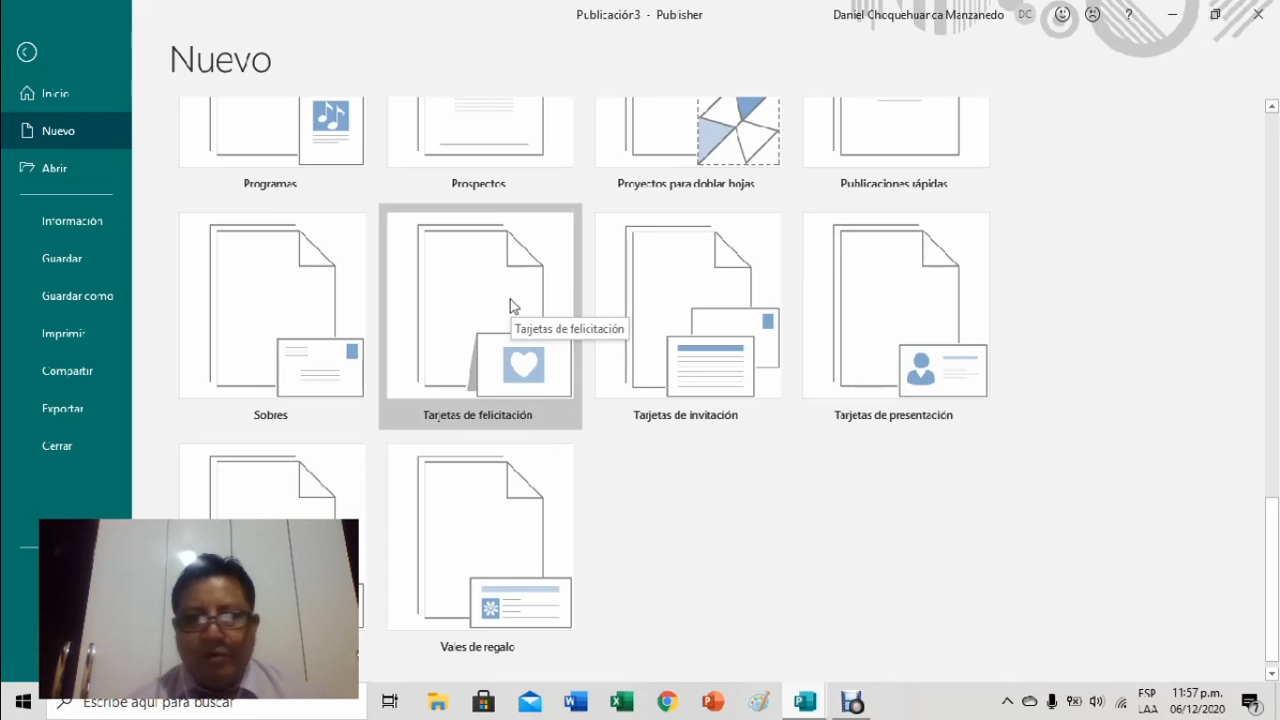 Publicación3 - Publisher
Daniel Choquehuanca Manzanedo
DC
?
Nuevo
Inicio
Nuevo
Abrir
Información
Guardar
Guardar como
Imprimir
Compartir
Exportar
Cerrar
Programas
Prospectos
Proyectos para doblar hojas
Publicaciones rápidas
Tarjetas de felicitación
Sobres
Tarjetas de felicitación
Tarjetas de invitación
Tarjetas de presentación
Vales de regalo
Escribe aquí para buscar
ESP
LAA
11:57 p.m.
06/12/2020
7